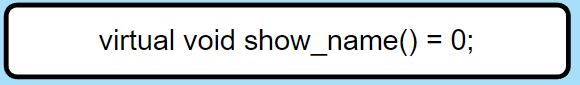 virtual void show_name() = 0;